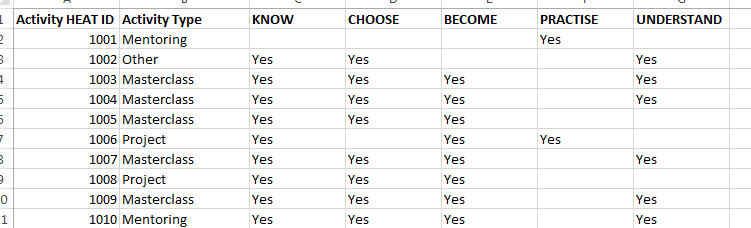 Activity HEAT ID Activity Type KNOW CHOOSE BECOME PRACTISE UNDERSTAND
1001 Mentoring Yes
1002 Other Yes Yes Yes
1003 Masterclass Yes Yes Yes Yes
1004 Masterclass Yes Yes Yes Yes
1005 Masterclass Yes Yes Yes
1006 Project Yes Yes Yes
1007 Masterclass Yes Yes Yes Yes
1008 Project Yes Yes Yes
1009 Masterclass Yes Yes Yes Yes
1010 Mentoring Yes Yes Yes Yes